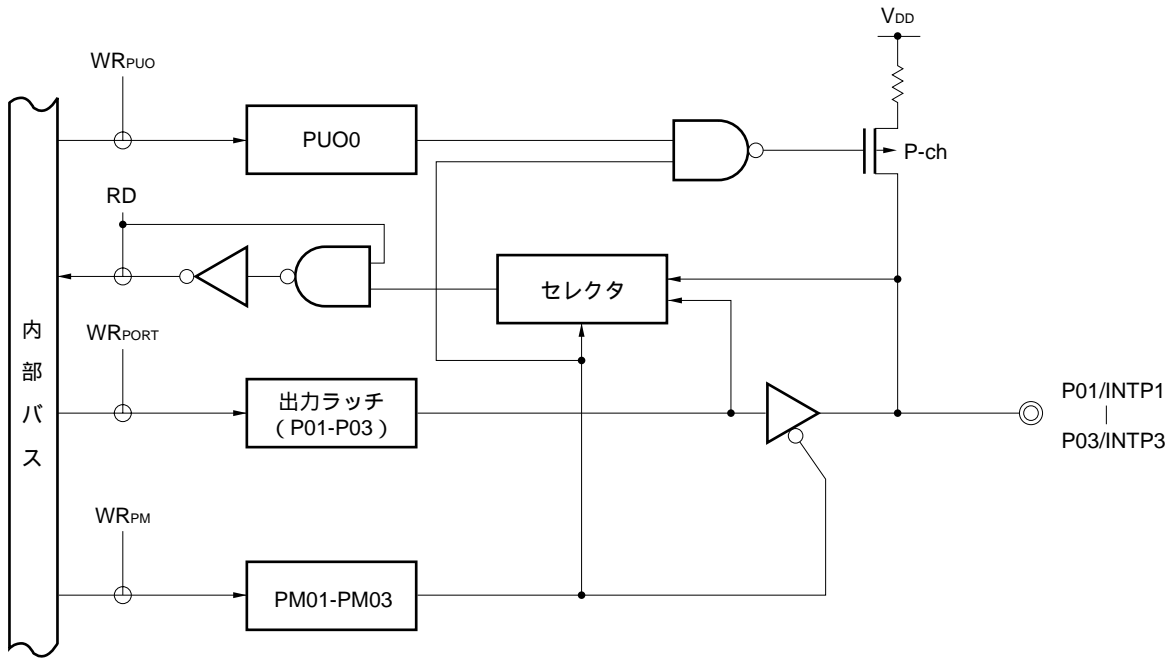 VDD
WRPUO
PUO0
P-ch
RD
セレクタ
内部バス
WRPORT
出力ラッチ
(P01-P03)
P01/INTP1
P03/INTP3
WRPM
PM01-PM03